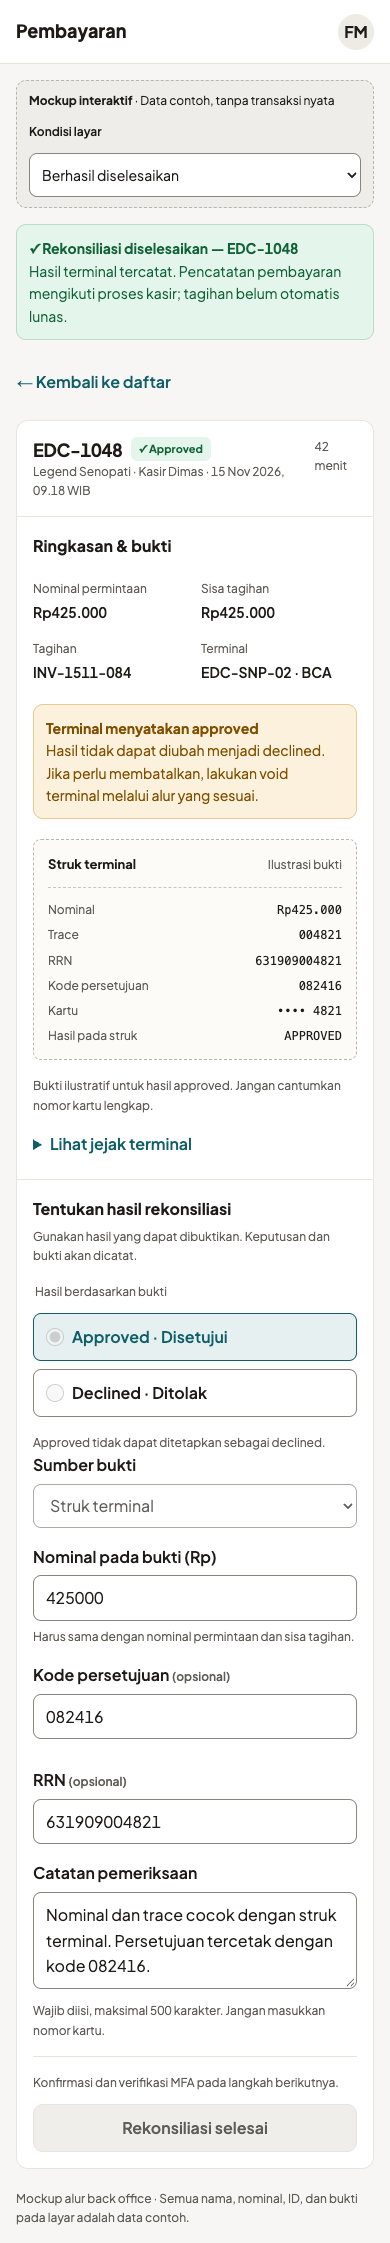 Pembayaran
FM
Mockup interaktif · Data contoh, tanpa transaksi nyata
Kondisi layar
Berhasil diselesaikan
✓Rekonsiliasi diselesaikan — EDC-1048
Hasil terminal tercatat. Pencatatan pembayaran
mengikuti proses kasir; tagihan belum otomatis
lunas.
←Kembali ke daftar
EDC-1048
✓Approved
42
menit
Legend Senopati · Kasir Dimas · 15 Nov 2026,
09.18 WIB
Ringkasan & bukti
Nominal permintaan
Sisa tagihan
Rp425.000
Rp425.000
Tagihan
Terminal
INV-1511-084
EDC-SNP-02 · BCA
Terminal menyatakan approved
Hasil tidak dapat diubah menjadi declined.
Jika perlu membatalkan, lakukan void
terminal melalui alur yang sesuai.
Struk terminal
Ilustrasi bukti
Nominal Rp425.000
Trace 004821
RRN 631909004821
Kode persetujuan 082416
Kartu •••• 4821
Hasil pada struk APPROVED
Bukti ilustratif untuk hasil approved. Jangan cantumkan
nomor kartu lengkap.
▶ Lihat jejak terminal
Tentukan hasil rekonsiliasi
Gunakan hasil yang dapat dibuktikan. Keputusan dan
bukti akan dicatat.
Hasil berdasarkan bukti
Approved · Disetujui
Declined · Ditolak
Approved tidak dapat ditetapkan sebagai declined.
Sumber bukti
Struk terminal
Nominal pada bukti (Rp)
425000
Harus sama dengan nominal permintaan dan sisa tagihan.
Kode persetujuan (opsional)
082416
RRN (opsional)
631909004821
Catatan pemeriksaan
Nominal dan trace cocok dengan struk
terminal. Persetujuan tercetak dengan
kode 082416.
Wajib diisi, maksimal 500 karakter. Jangan masukkan
nomor kartu.
Konfirmasi dan verifikasi MFA pada langkah berikutnya.
Rekonsiliasi selesai
Mockup alur back office · Semua nama, nominal, ID, dan bukti
pada layar adalah data contoh.